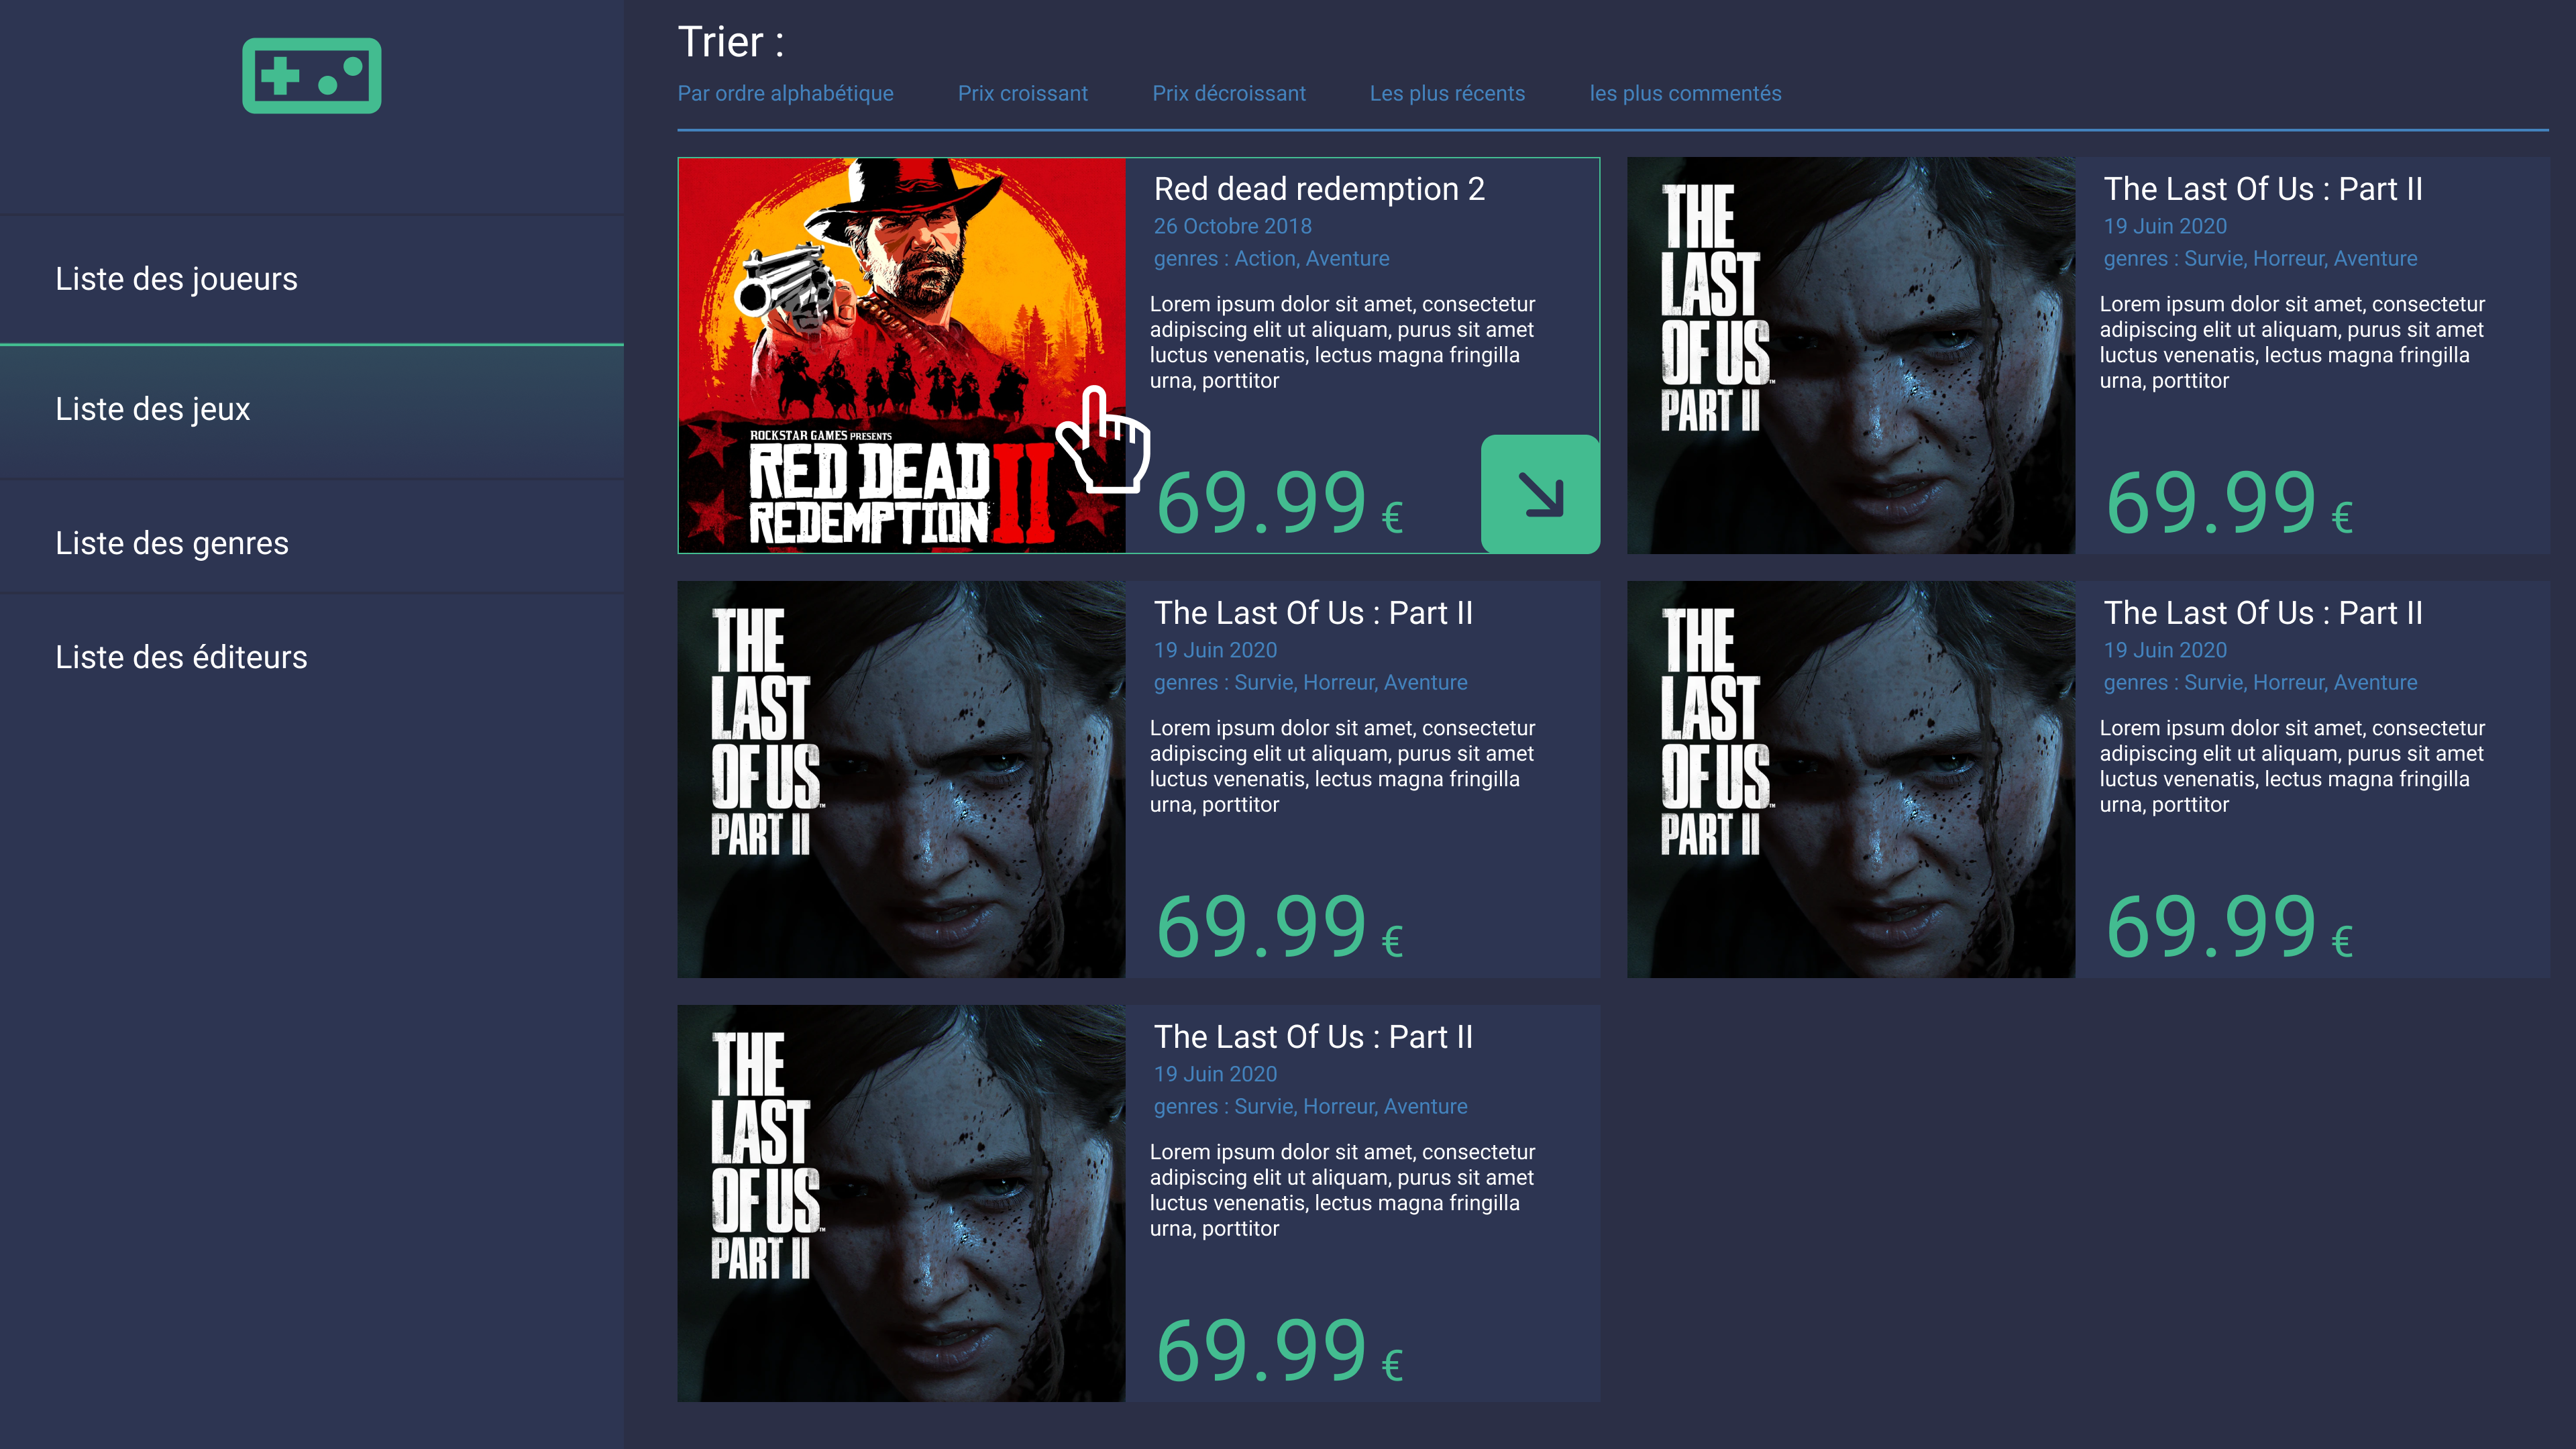 Trier :
Par ordre alphabétique
Prix croissant
Prix décroissant
Les plus récents
les plus commentés
Liste des joueurs
Liste des jeux
Liste des genres
Liste des éditeurs
ROCKSTAR GAMES PRESENTS
RED DEAD
REDEMPTION II
Red dead redemption 2
26 Octobre 2018
genres : Action, Aventure
Lorem ipsum dolor sit amet, consectetur
adipiscing elit ut aliquam, purus sit amet
luctus venenatis, lectus magna fringilla
urna, porttitor
69.99 €
THE
LAST
OF US™
PART II
The Last Of Us : Part II
19 Juin 2020
genres : Survie, Horreur, Aventure
Lorem ipsum dolor sit amet, consectetur
adipiscing elit ut aliquam, purus sit amet
luctus venenatis, lectus magna fringilla
urna, porttitor
69.99 €
THE
LAST
OF US™
PART II
The Last Of Us : Part II
19 Juin 2020
genres : Survie, Horreur, Aventure
Lorem ipsum dolor sit amet, consectetur
adipiscing elit ut aliquam, purus sit amet
luctus venenatis, lectus magna fringilla
urna, porttitor
69.99 €
THE
LAST
OF US™
PART II
The Last Of Us : Part II
19 Juin 2020
genres : Survie, Horreur, Aventure
Lorem ipsum dolor sit amet, consectetur
adipiscing elit ut aliquam, purus sit amet
luctus venenatis, lectus magna fringilla
urna, porttitor
69.99 €
THE
LAST
OF US™
PART II
The Last Of Us : Part II
19 Juin 2020
genres : Survie, Horreur, Aventure
Lorem ipsum dolor sit amet, consectetur
adipiscing elit ut aliquam, purus sit amet
luctus venenatis, lectus magna fringilla
urna, porttitor
69.99 €